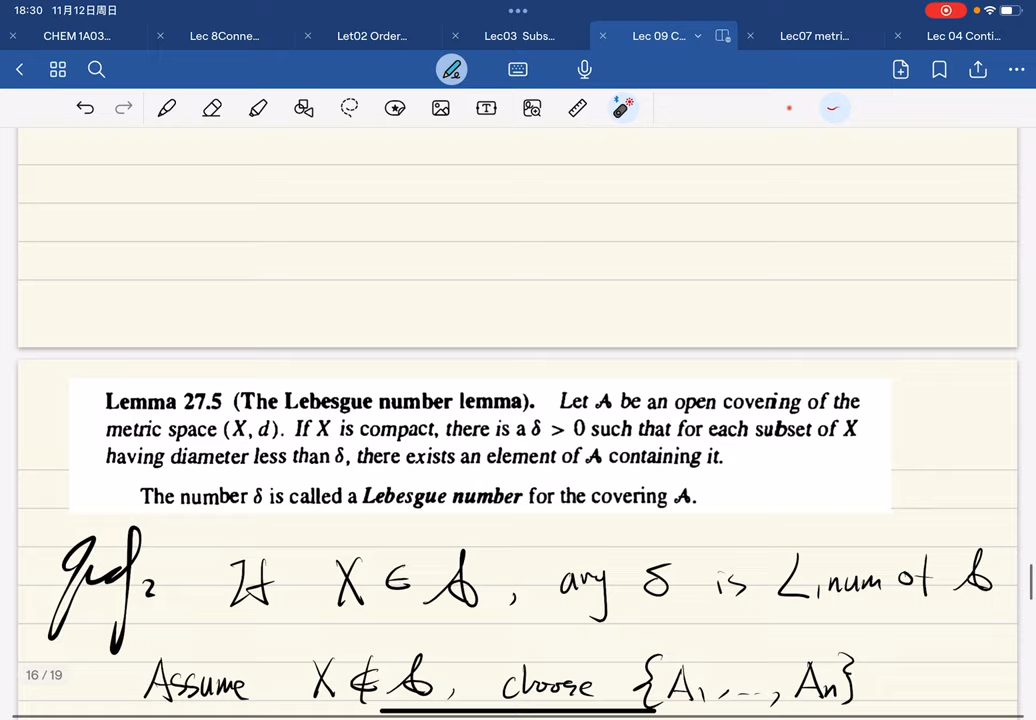 18:30 11月12日周日
CHEM 1A03... Lec 8Conne... Let02 Order... Lec03 Subs... Lec 09 C... Lec07 metri... Lec 04 Conti...
Lemma 27.5 (The Lebesgue number lemma). Let A be an open covering of the
metric space (X, d). If X is compact, there is a δ > 0 such that for each subset of X
having diameter less than δ, there exists an element of A containing it.
The number δ is called a Lebesgue number for the covering A.
If X ∈ A, any δ is L,num of A
16 / 19
Assume X ∉ A, choose {A1,..., An}